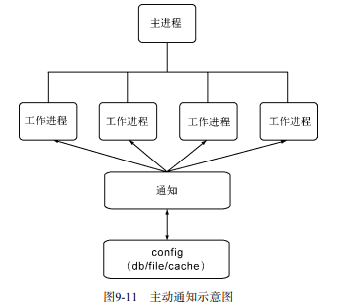 主进程
工作进程
工作进程
工作进程
工作进程
通知
config
（db/file/cache）
图9-11 主动通知示意图